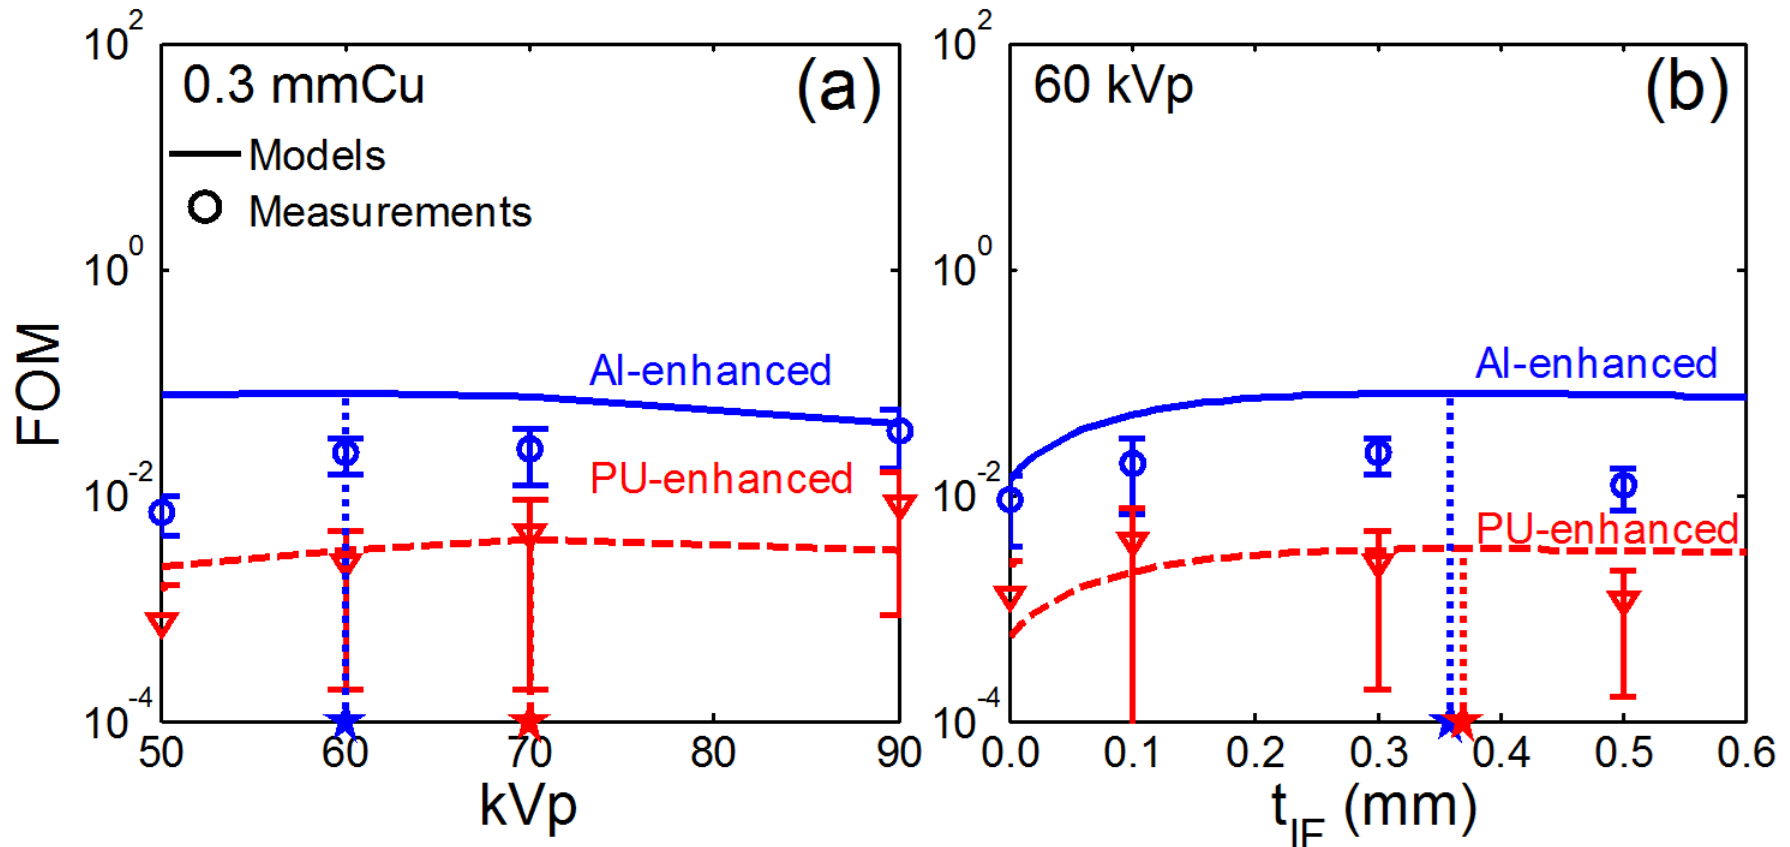 10^2
0.3 mmCu
(a)
Models
Measurements
10^0
FOM
Al-enhanced
PU-enhanced
10^-2
10^-4
50 60 70 80 90
kVp
10^2
60 kVp
(b)
10^0
Al-enhanced
10^-2
PU-enhanced
10^-4
0.0 0.1 0.2 0.3 0.4 0.5 0.6
t_IF (mm)